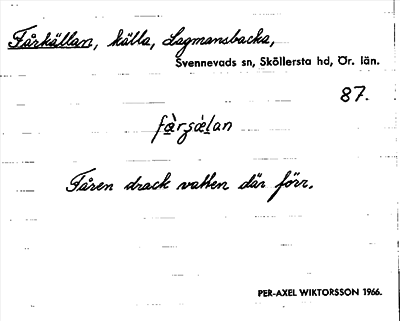 Fårkällan, källa, Lagmansbacka,
Svennevads sn, Sköllersta hd, Ör. län.
87.
fårsœlan
Fåren drack vatten där förr.
PER-AXEL WIKTORSSON 1966.